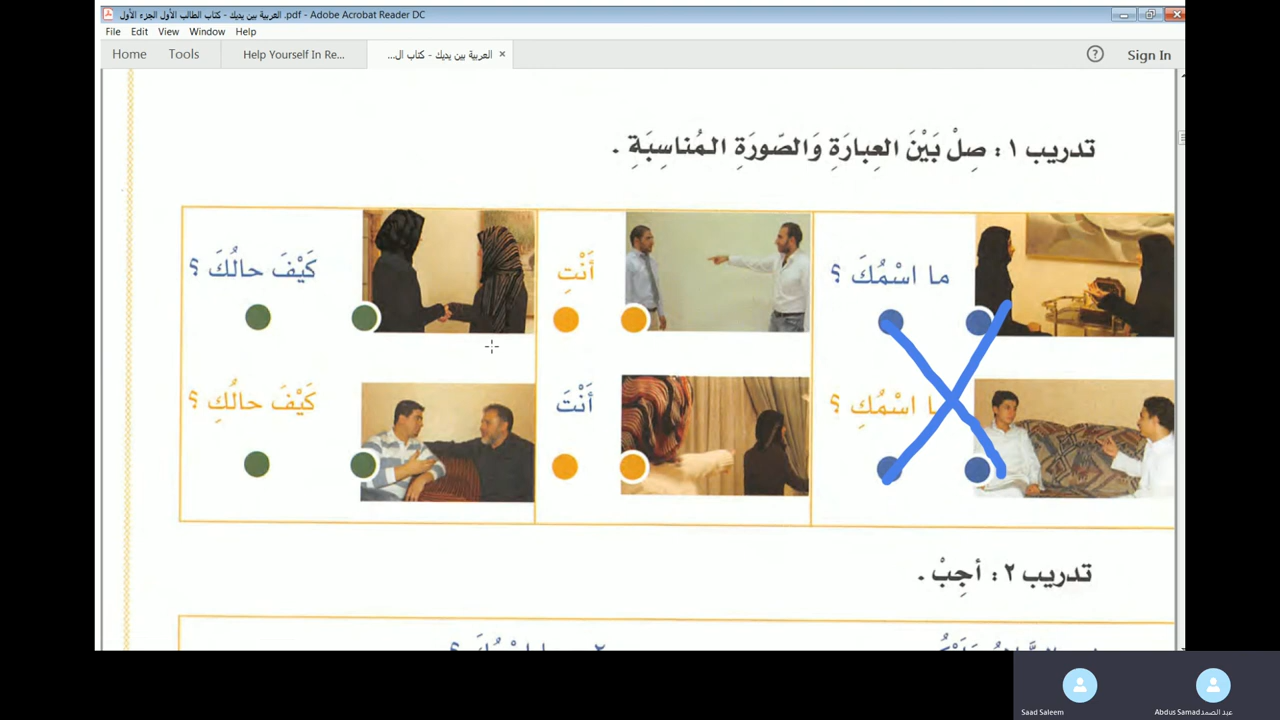 العربية بين يديك - كتاب الطالب الأول الجزء الأول.pdf - Adobe Acrobat Reader DC
File Edit View Window Help
Home Tools Help Yourself In Re... العربية بين يديك - كتاب ال... × ? Sign In
تدريب ١ : صِلْ بَيْنَ العِبارَةِ وَالصّورَةِ المُناسِبَةِ .
ما اسْمُكَ ؟
أَنْتِ
كَيْفَ حالُكَ ؟
ما اسْمُكِ ؟
أَنْتَ
كَيْفَ حالُكِ ؟
تدريب ٢ : أجِبْ .
Saad Saleem
Abdus Samad عبد الصمد